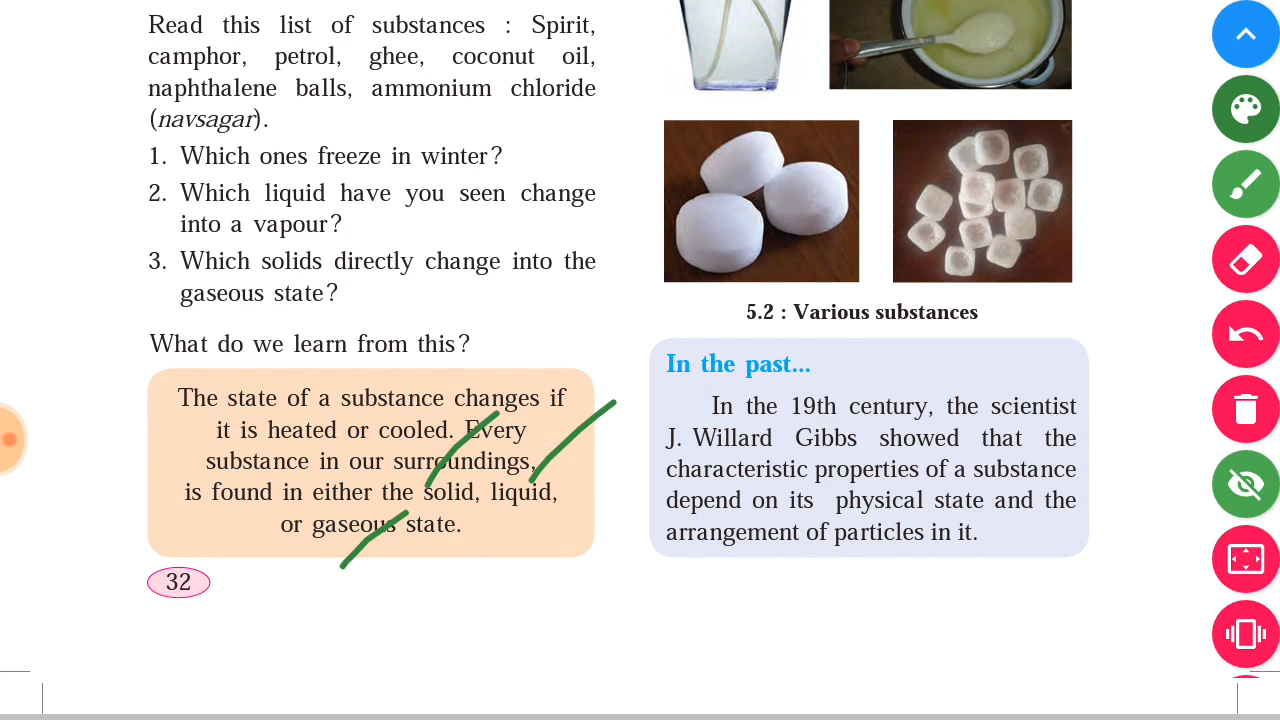 Read this list of substances : Spirit,
camphor, petrol, ghee, coconut oil,
naphthalene balls, ammonium chloride
(navsagar).
1. Which ones freeze in winter?
2. Which liquid have you seen change
into a vapour?
3. Which solids directly change into the
gaseous state?
What do we learn from this?
The state of a substance changes if
it is heated or cooled. Every
substance in our surroundings,
is found in either the solid, liquid,
or gaseous state.
32
5.2 : Various substances
In the past...
In the 19th century, the scientist
J. Willard Gibbs showed that the
characteristic properties of a substance
depend on its physical state and the
arrangement of particles in it.